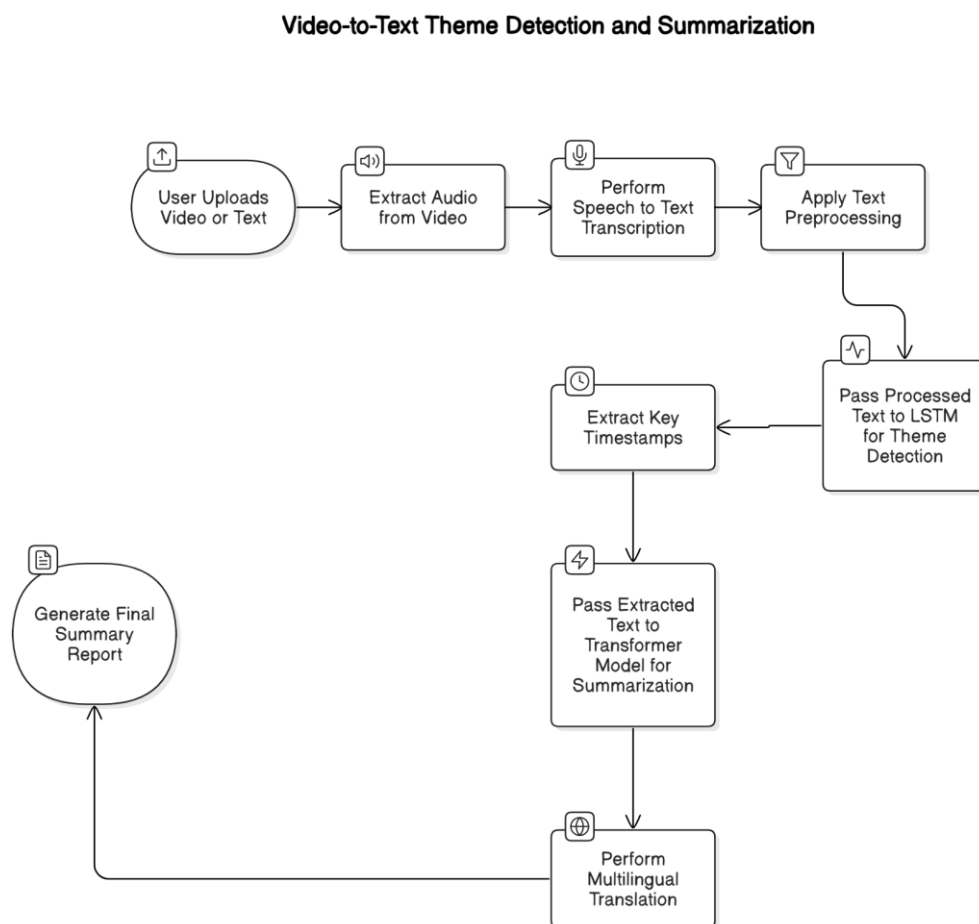 Video-to-Text Theme Detection and Summarization
User Uploads
Video or Text
Extract Audio
from Video
Perform
Speech to Text
Transcription
Apply Text
Preprocessing
Pass Processed
Text to LSTM
for Theme
Detection
Extract Key
Timestamps
Pass Extracted
Text to
Transformer
Model for
Summarization
Perform
Multilingual
Translation
Generate Final
Summary
Report